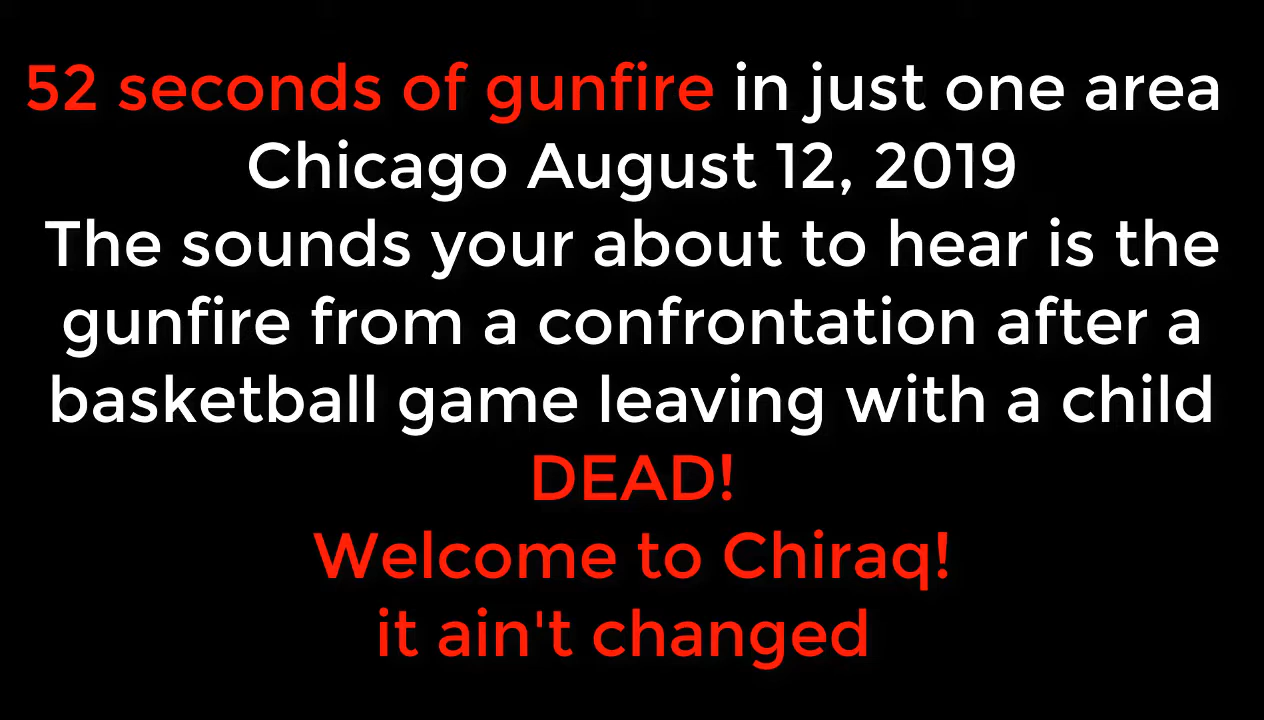 52 seconds of gunfire in just one area
Chicago August 12, 2019
The sounds your about to hear is the
gunfire from a confrontation after a
basketball game leaving with a child
DEAD!
Welcome to Chiraq!
it ain't changed